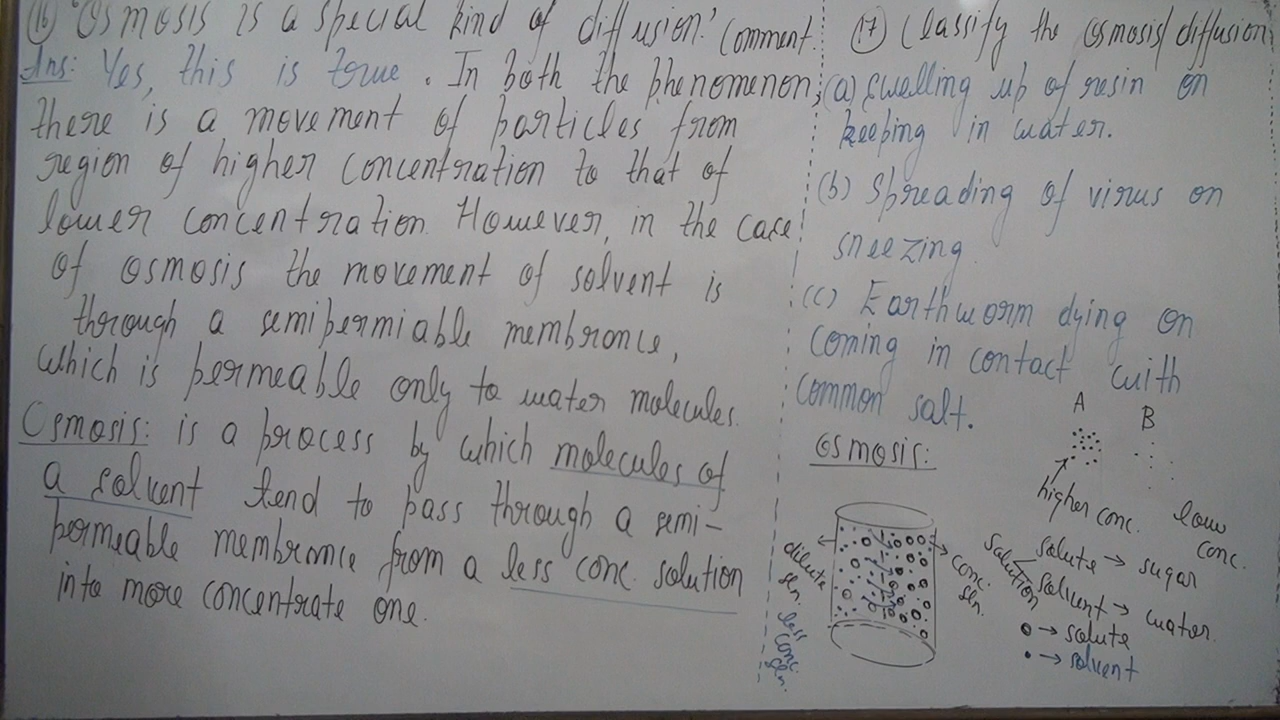 (16) 'Osmosis is a special kind of diffusion.' Comment.
Ans: Yes, this is true. In both the phenomenon,
there is a movement of particles from
region of higher concentration to that of
lower concentration. However, in the case
of osmosis the movement of solvent is
through a semipermiable membrance,
which is permeable only to water molecules.
Osmosis: is a process by which molecules of
a solvent tend to pass through a semi-
permeable membrance from a less conc. solution
into more concentrate one.
(17) Classify the osmosis/diffusion
(a) Swelling up of resin on
keeping in water.
(b) Spreading of virus on
sneezing.
(c) Earthworm dying on
coming in contact with
common salt.
Osmosis:
A
B
higher conc.
low
conc.
dilute
sln.
less
conc.
sln.
conc.
sln.
solution
solute → sugar
solvent → water.
o → solute
• → solvent